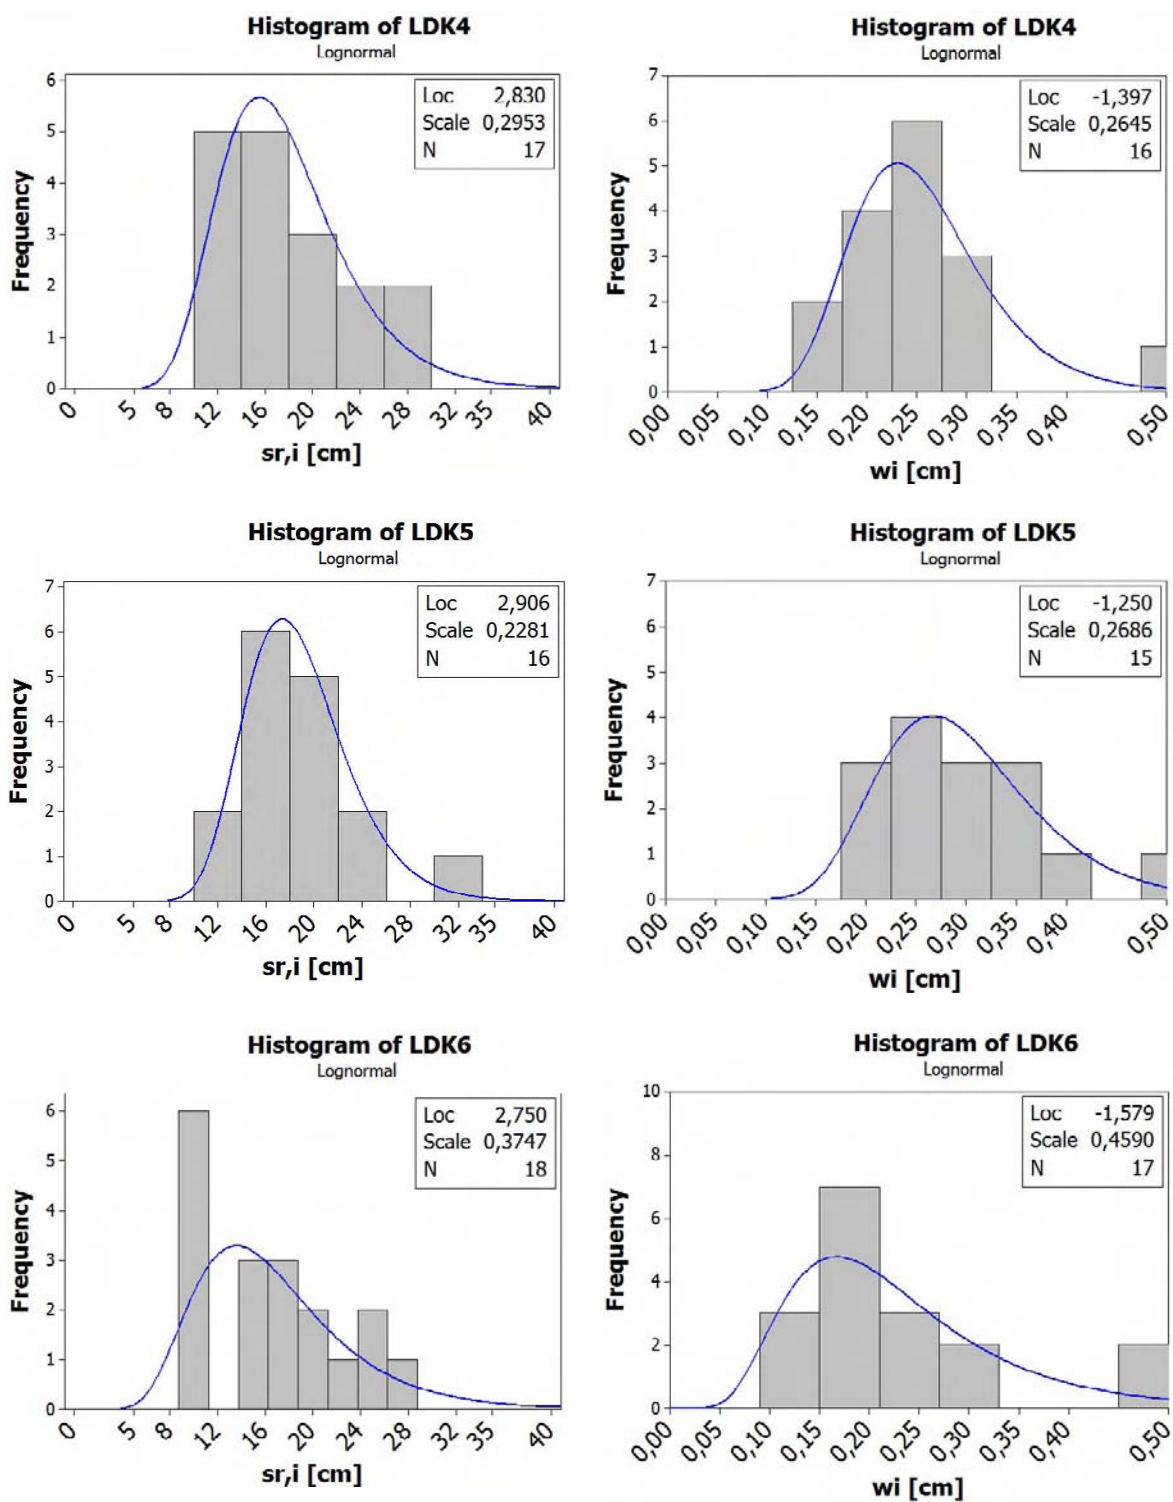 Histogram of LDK4
Lognormal
Loc 2,830
Scale 0,2953
N 17
Frequency
6
5
4
3
2
1
0
0 5 8 12 16 20 24 28 32 35 40
sr,i [cm]
Histogram of LDK4
Lognormal
Loc -1,397
Scale 0,2645
N 16
Frequency
7
6
5
4
3
2
1
0
0,00 0,05 0,10 0,15 0,20 0,25 0,30 0,35 0,40 0,50
wi [cm]
Histogram of LDK5
Lognormal
Loc 2,906
Scale 0,2281
N 16
Frequency
7
6
5
4
3
2
1
0
0 5 8 12 16 20 24 28 32 35 40
sr,i [cm]
Histogram of LDK5
Lognormal
Loc -1,250
Scale 0,2686
N 15
Frequency
7
6
5
4
3
2
1
0
0,00 0,05 0,10 0,15 0,20 0,25 0,30 0,35 0,40 0,50
wi [cm]
Histogram of LDK6
Lognormal
Loc 2,750
Scale 0,3747
N 18
Frequency
6
5
4
3
2
1
0
0 5 8 12 16 20 24 28 32 35 40
sr,i [cm]
Histogram of LDK6
Lognormal
Loc -1,579
Scale 0,4590
N 17
Frequency
10
8
6
4
2
0
0,00 0,05 0,10 0,15 0,20 0,25 0,30 0,35 0,40 0,50
wi [cm]